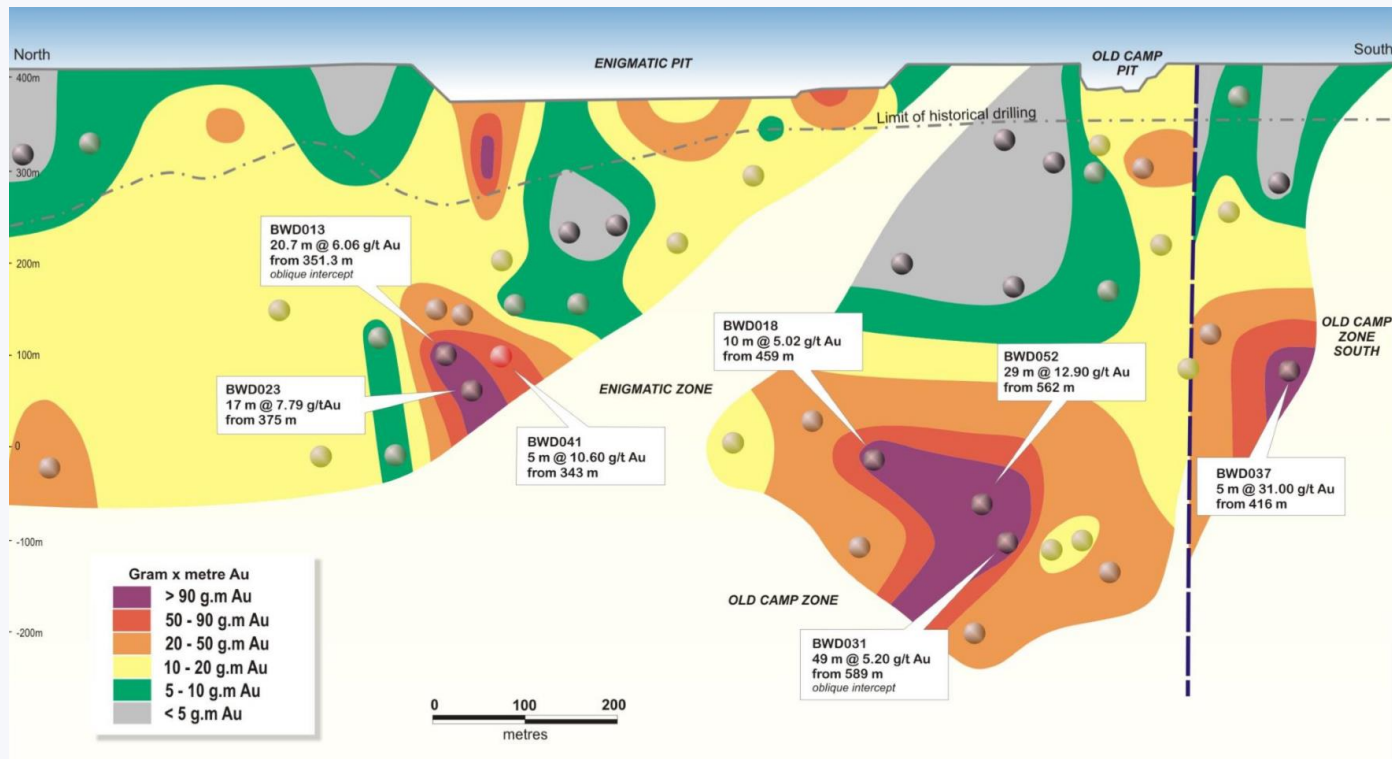 North
ENIGMATIC PIT
OLD CAMP
PIT
South
400m
Limit of historical drilling
300m
BWD013
20.7 m @ 6.06 g/t Au
from 351.3 m
oblique intercept
200m
BWD018
10 m @ 5.02 g/t Au
from 459 m
OLD CAMP
ZONE
SOUTH
100m
BWD052
29 m @ 12.90 g/t Au
from 562 m
BWD023
17 m @ 7.79 g/tAu
from 375 m
ENIGMATIC ZONE
BWD041
5 m @ 10.60 g/t Au
from 343 m
0
BWD037
5 m @ 31.00 g/t Au
from 416 m
-100m
Gram x metre Au
> 90 g.m Au
50 - 90 g.m Au
20 - 50 g.m Au
10 - 20 g.m Au
5 - 10 g.m Au
< 5 g.m Au
OLD CAMP ZONE
-200m
BWD031
49 m @ 5.20 g/t Au
from 589 m
oblique intercept
0 100 200
metres